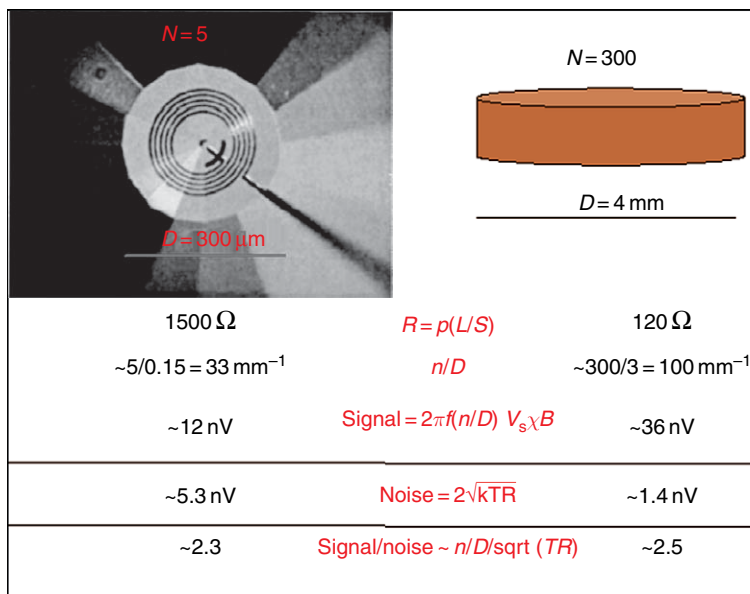 N = 5
N = 300
D = 300 µm
D = 4 mm
1500 Ω R = p(L/S) 120 Ω
~5/0.15 = 33 mm⁻¹ n/D ~300/3 = 100 mm⁻¹
~12 nV Signal = 2πf(n/D) VₛχB ~36 nV
~5.3 nV Noise = 2√kTR ~1.4 nV
~2.3 Signal/noise ~ n/D/sqrt (TR) ~2.5